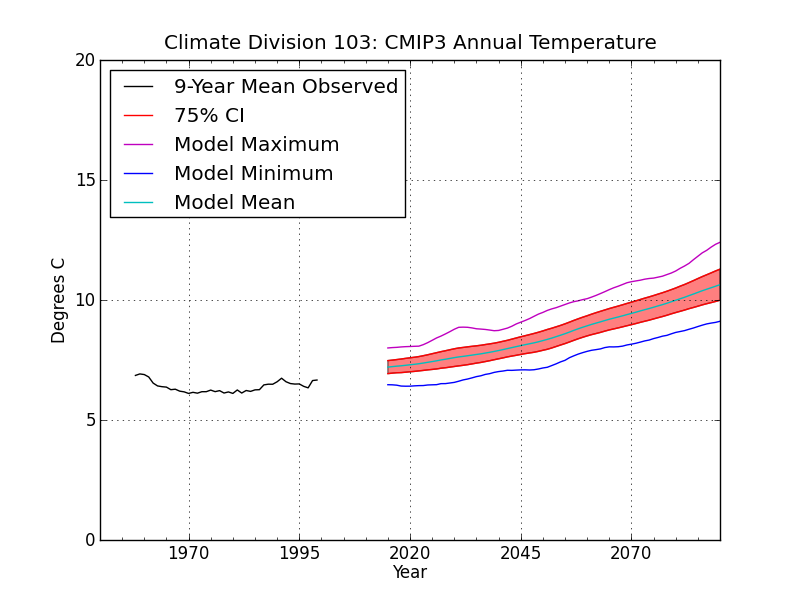 Climate Division 103: CMIP3 Annual Temperature
20
15
10
5
0
Degrees C
9-Year Mean Observed
75% CI
Model Maximum
Model Minimum
Model Mean
1970
1995
2020
2045
2070
Year